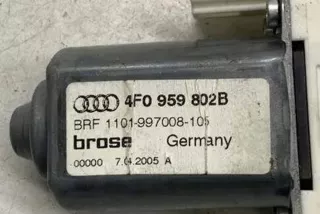 4F0 959 802B
BRF 1101-997008-105
brose Germany
00000 7.04.2005 A